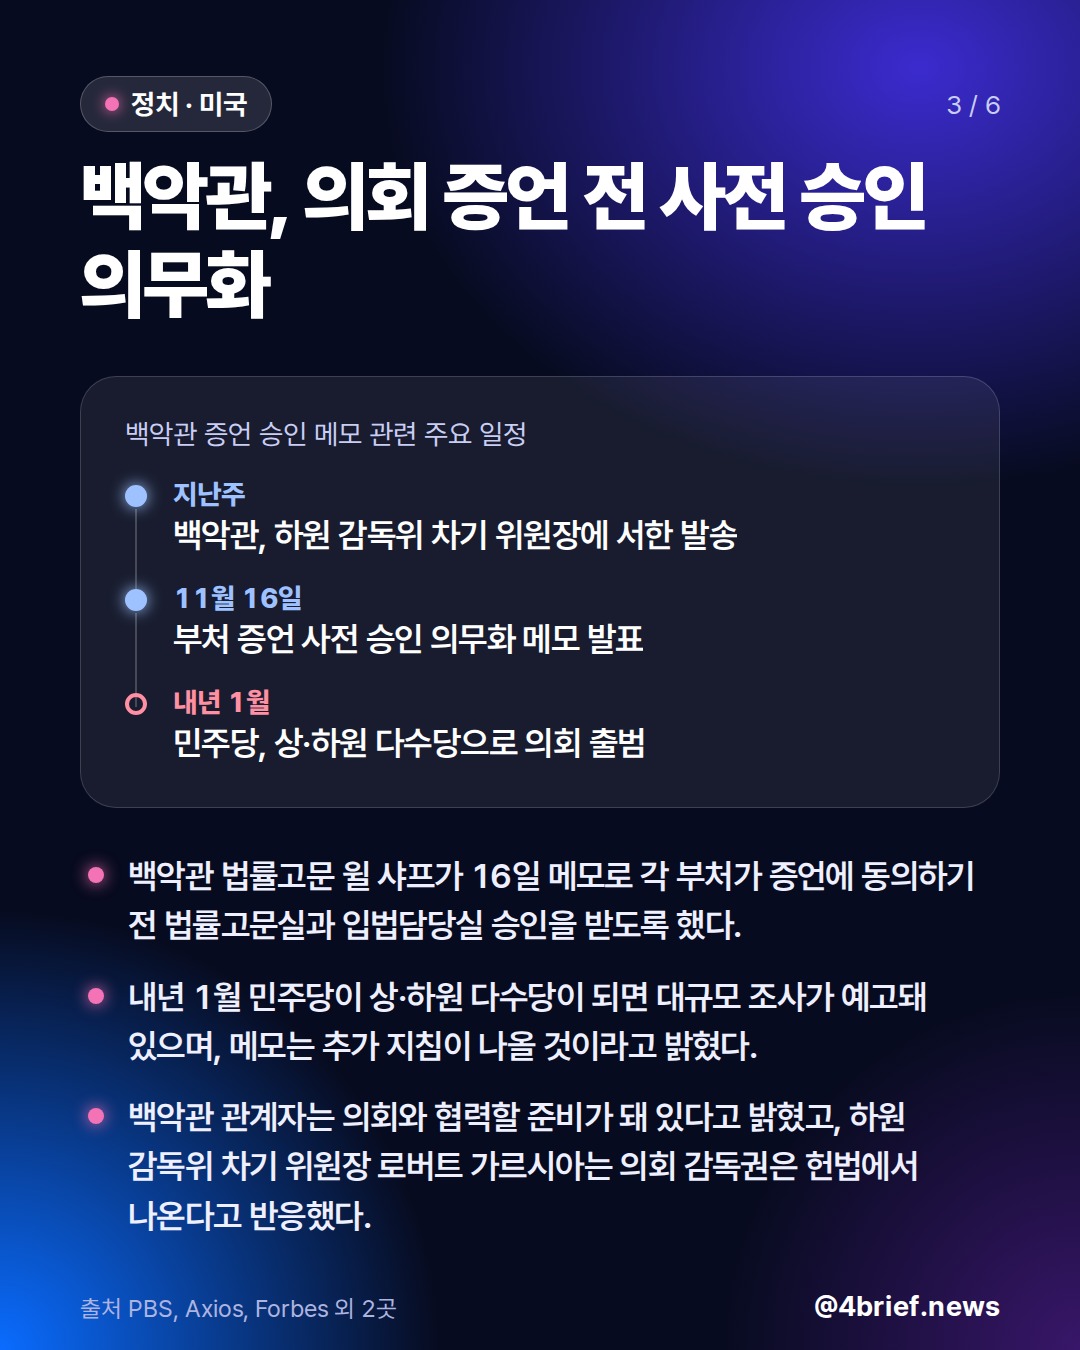 정치 · 미국
3 / 6
백악관, 의회 증언 전 사전 승인
의무화
백악관 증언 승인 메모 관련 주요 일정
지난주
백악관, 하원 감독위 차기 위원장에 서한 발송
11월 16일
부처 증언 사전 승인 의무화 메모 발표
내년 1월
민주당, 상·하원 다수당으로 의회 출범
백악관 법률고문 윌 샤프가 16일 메모로 각 부처가 증언에 동의하기
전 법률고문실과 입법담당실 승인을 받도록 했다.
내년 1월 민주당이 상·하원 다수당이 되면 대규모 조사가 예고돼
있으며, 메모는 추가 지침이 나올 것이라고 밝혔다.
백악관 관계자는 의회와 협력할 준비가 돼 있다고 밝혔고, 하원
감독위 차기 위원장 로버트 가르시아는 의회 감독권은 헌법에서
나온다고 반응했다.
출처 PBS, Axios, Forbes 외 2곳
@4brief.news